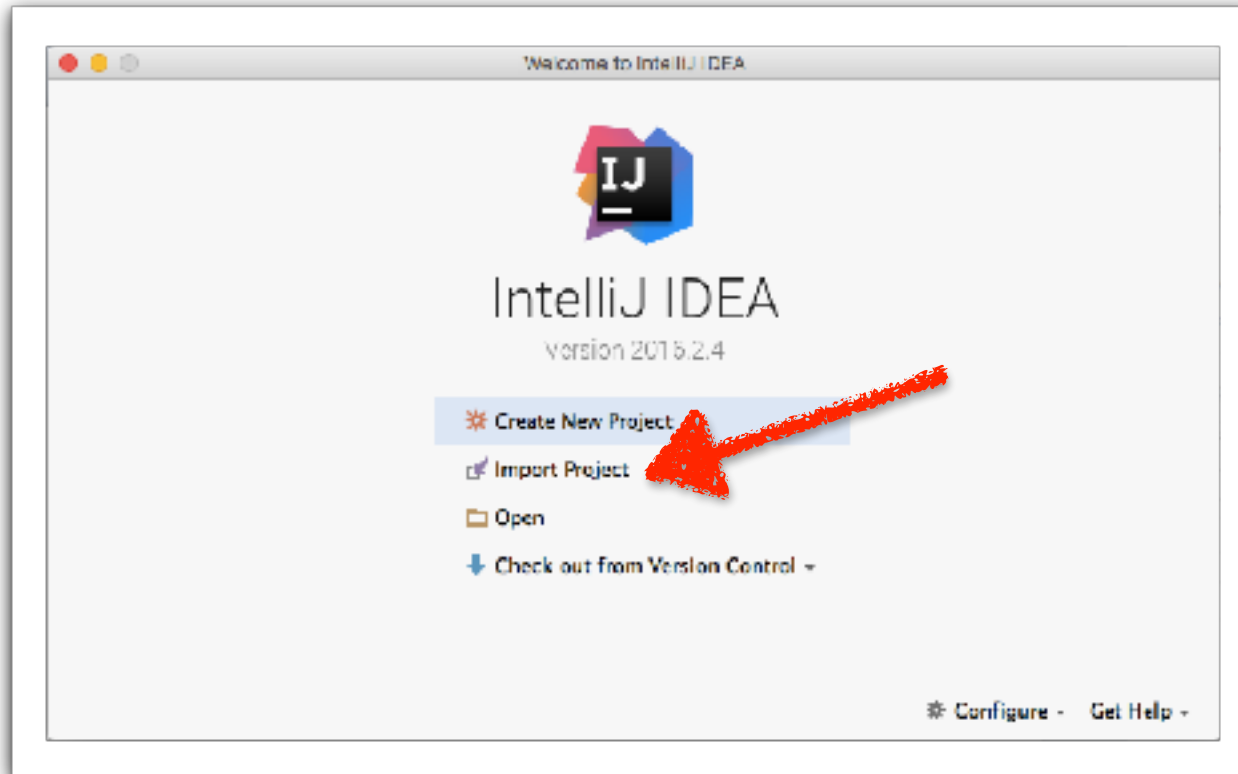 Welcome to IntelliJ IDEA
IJ
IntelliJ IDEA
Version 2016.2.4
Create New Project
Import Project
Open
Check out from Version Control
Configure
Get Help